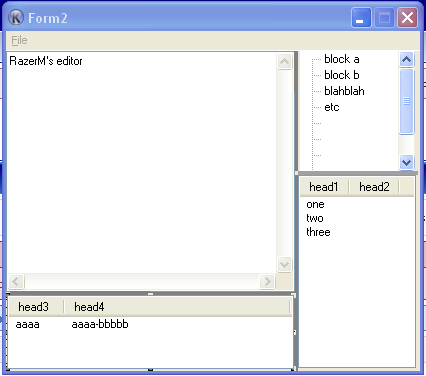 Form2
File
RazerM's editor
block a
block b
blahblah
etc
head1 head2
one
two
three
head3 head4
aaaa aaaa-bbbbb